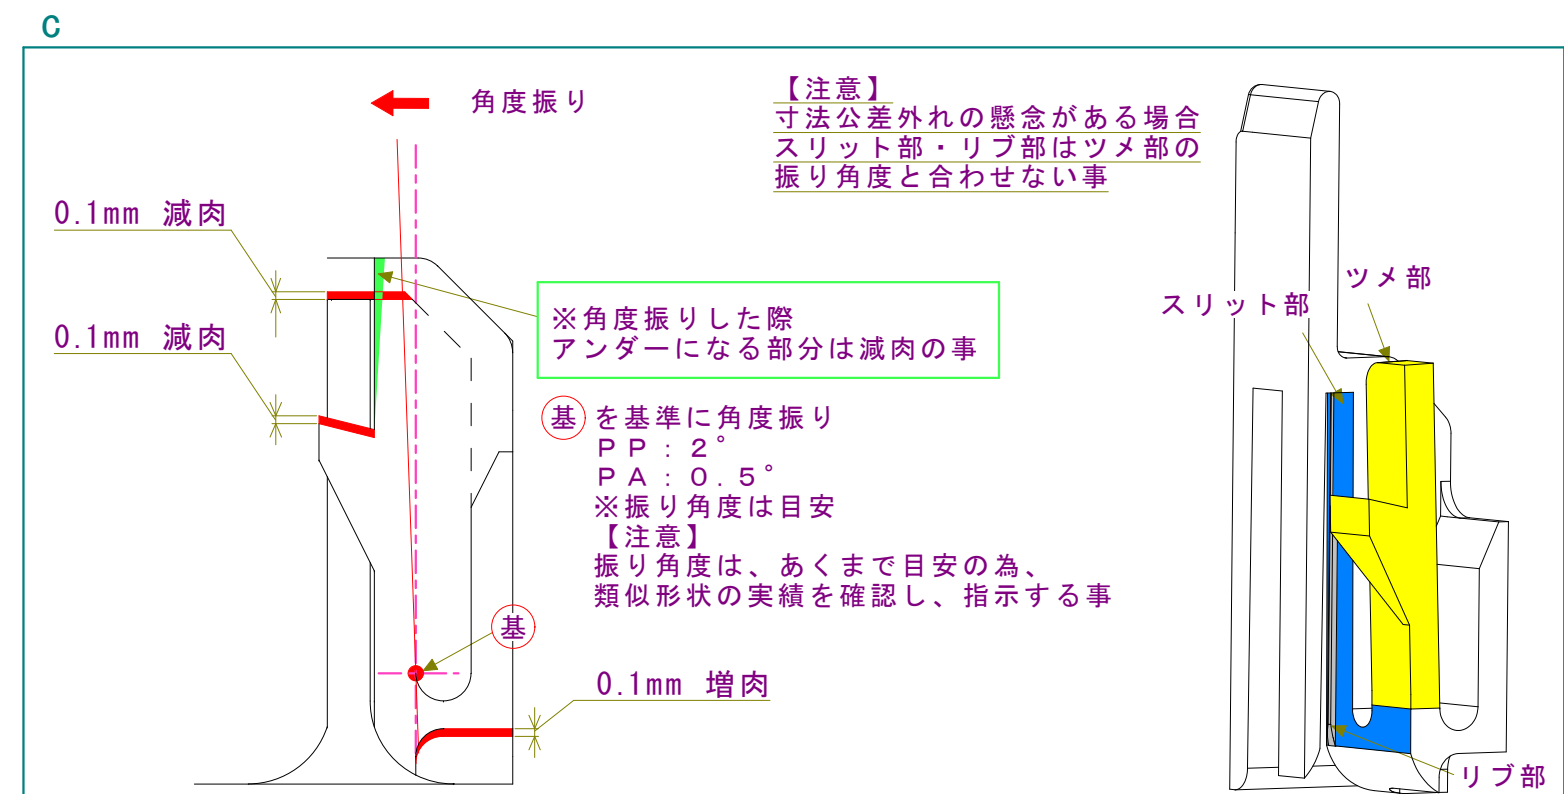 C
角度振り
【注意】
寸法公差外れの懸念がある場合
スリット部・リブ部はツメ部の
振り角度と合わせない事
0.1mm 減肉
0.1mm 減肉
※角度振りした際
アンダーになる部分は減肉の事
基 を基準に角度振り
ＰＰ：２°
ＰＡ：０.５°
※振り角度は目安
【注意】
振り角度は、あくまで目安の為、
類似形状の実績を確認し、指示する事
基
0.1mm 増肉
ツメ部
スリット部
リブ部